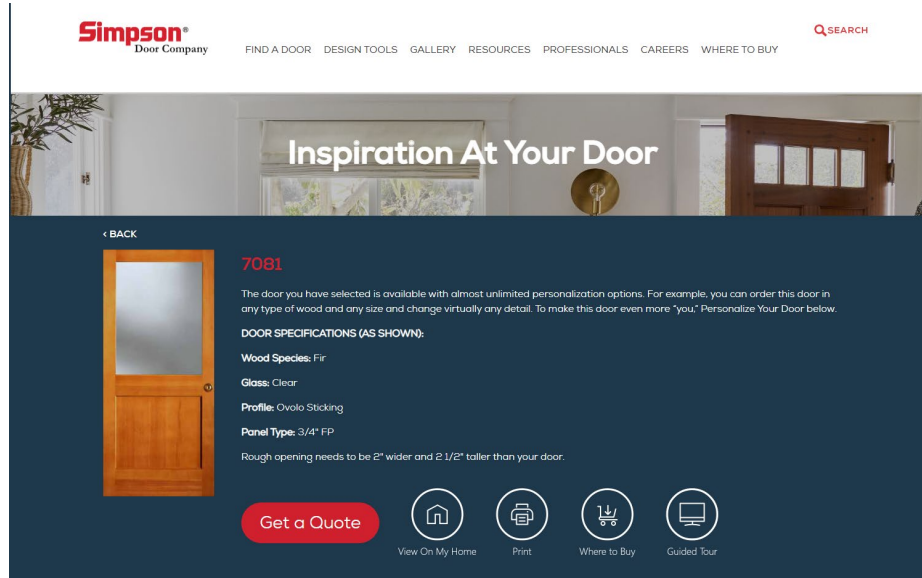 Simpson®
Door Company
SEARCH
FIND A DOOR DESIGN TOOLS GALLERY RESOURCES PROFESSIONALS CAREERS WHERE TO BUY
Inspiration At Your Door
< BACK
7081
The door you have selected is available with almost unlimited personalization options. For example, you can order this door in
any type of wood and any size and change virtually any detail. To make this door even more "you," Personalize Your Door below.
DOOR SPECIFICATIONS (AS SHOWN):
Wood Species: Fir
Glass: Clear
Profile: Ovolo Sticking
Panel Type: 3/4" FP
Rough opening needs to be 2" wider and 2 1/2" taller than your door.
Get a Quote
View On My Home
Print
Where to Buy
Guided Tour